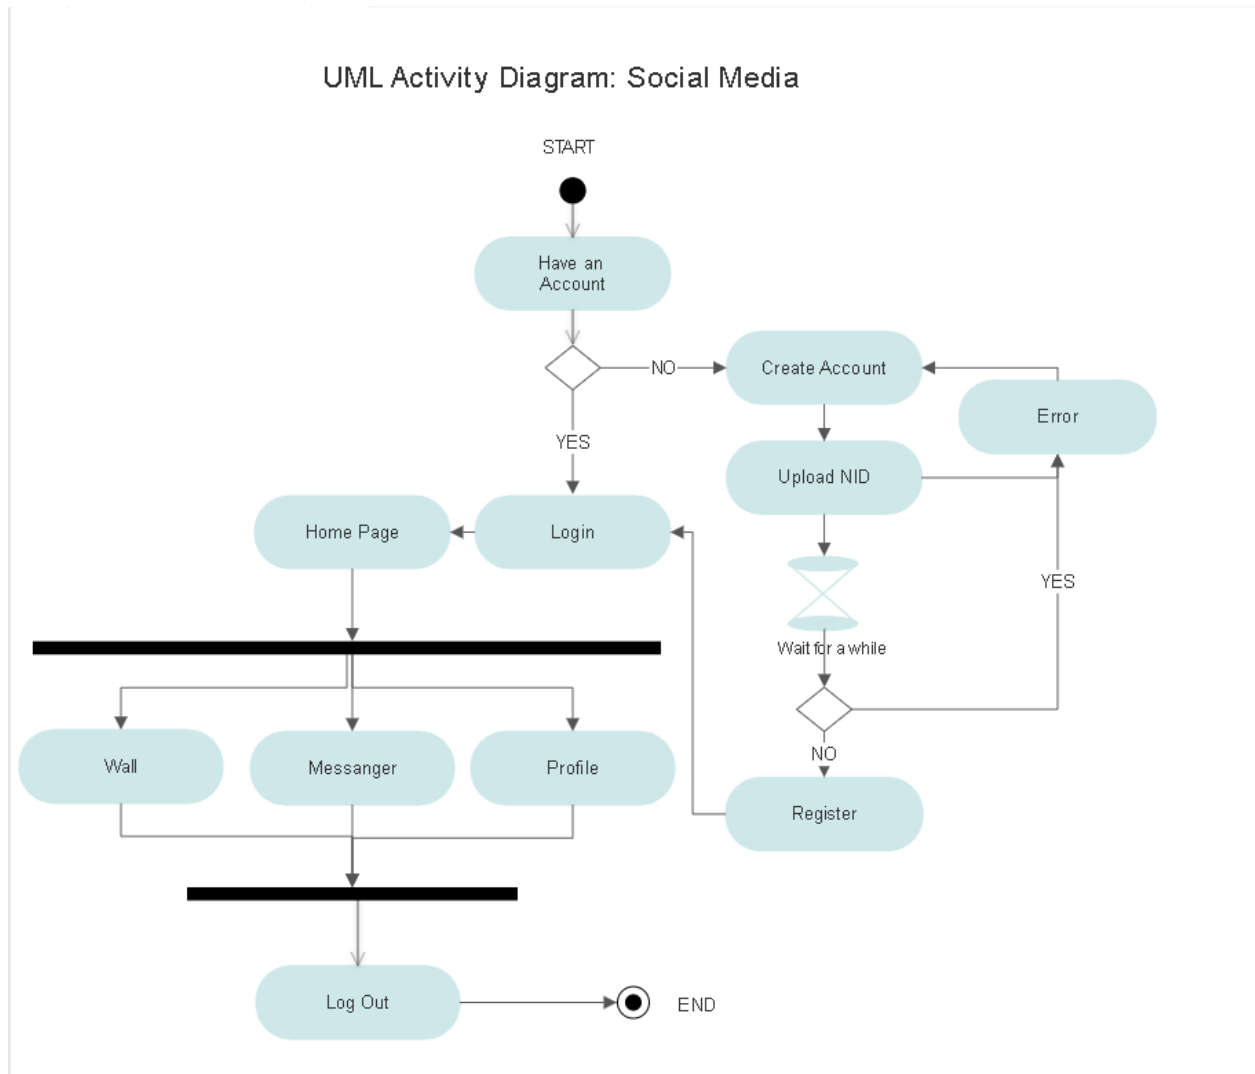 UML Activity Diagram: Social Media
START
Have an
Account
NO
Create Account
Error
YES
Upload NID
Home Page
Login
YES
Wait for a while
NO
Wall
Messanger
Profile
Register
Log Out
END